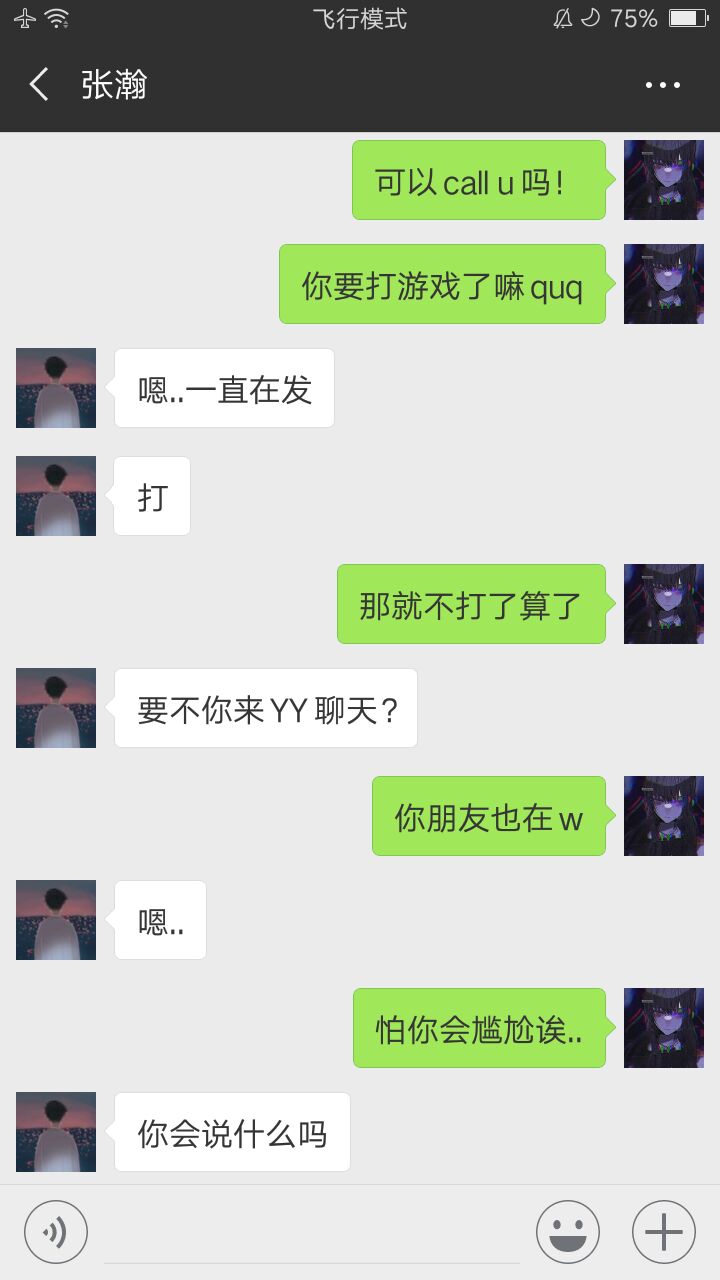 飞行模式
75%
张瀚
可以 call u 吗!
你要打游戏了嘛 quq
嗯..一直在发
打
那就不打了算了
要不你来 YY 聊天?
你朋友也在 w
嗯..
怕你会尴尬诶..
你会说什么吗